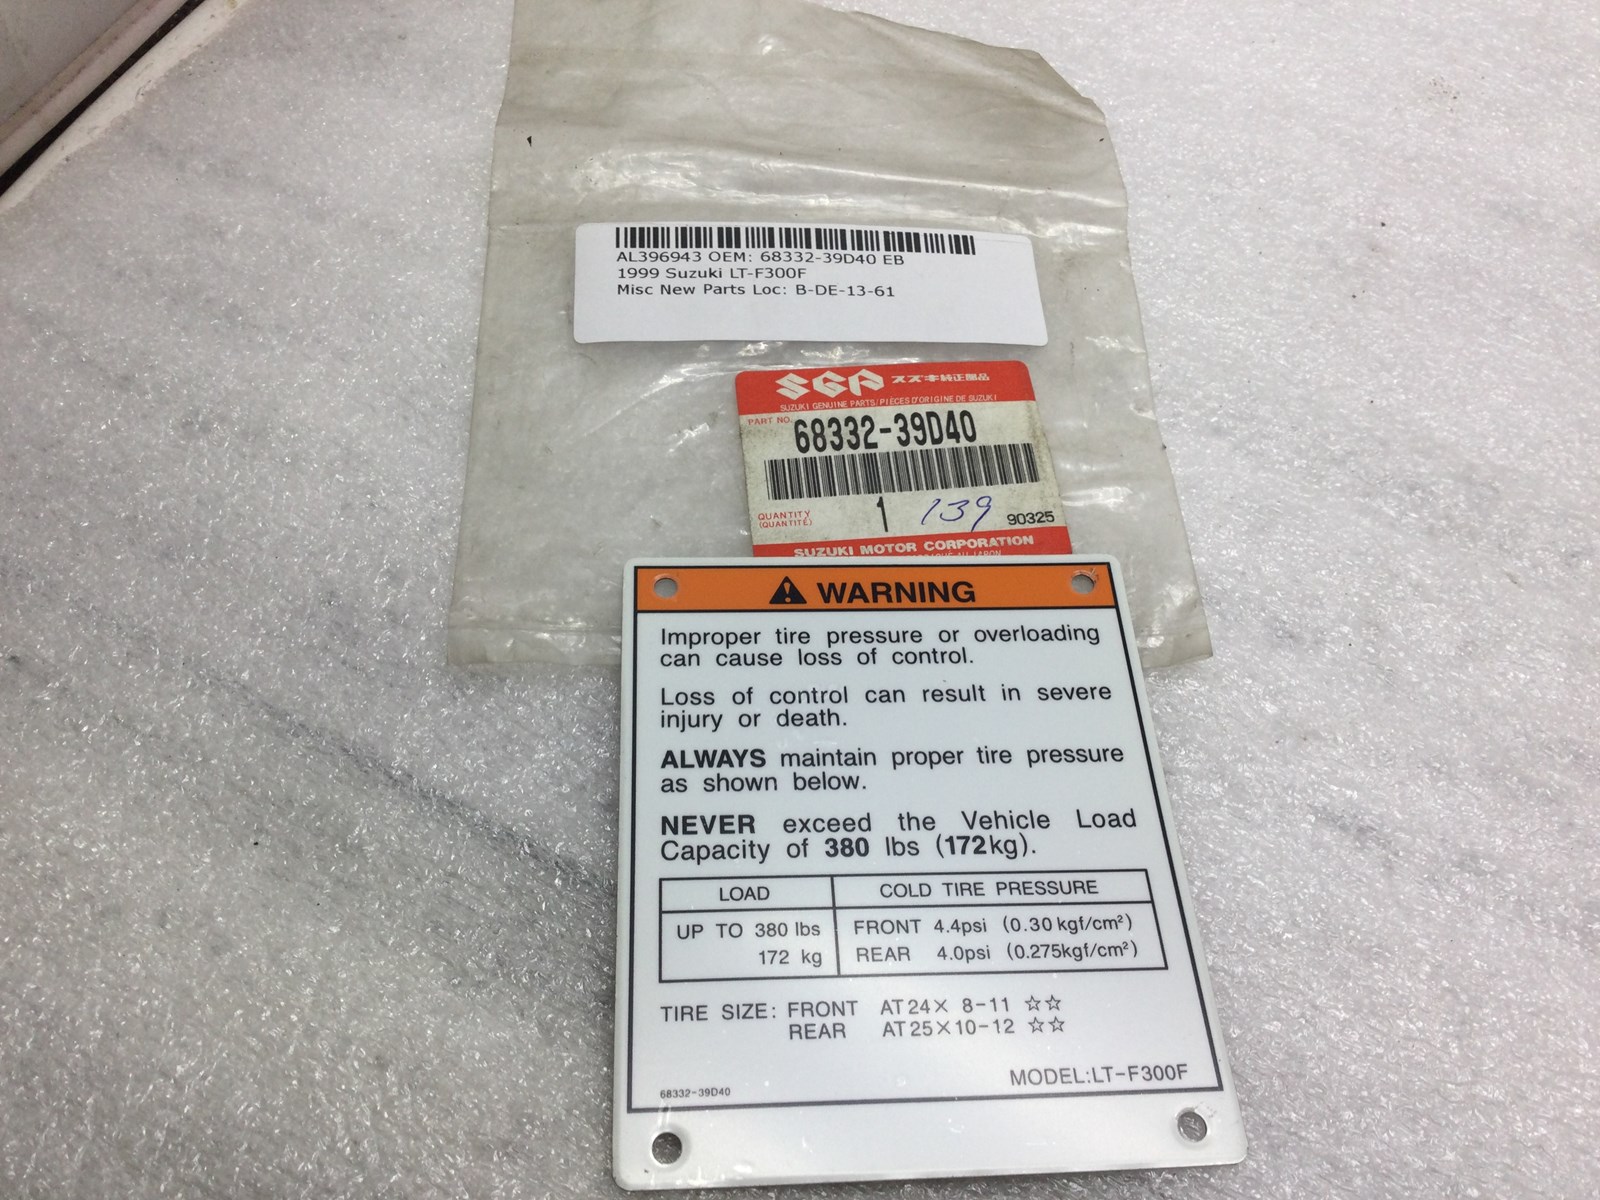 AL396943 OEM: 68332-39D40 EB
1999 Suzuki LT-F300F
Misc New Parts Loc: B-DE-13-61
SGP スズキ純正部品
SUZUKI GENUINE PARTS/PIÈCES D'ORIGINE DE SUZUKI
PART NO.
68332-39D40
QUANTITY
(QUANTITÉ)
1 139 90325
SUZUKI MOTOR CORPORATION
WARNING
Improper tire pressure or overloading
can cause loss of control.
Loss of control can result in severe
injury or death.
ALWAYS maintain proper tire pressure
as shown below.
NEVER exceed the Vehicle Load
Capacity of 380 lbs (172kg).
LOAD COLD TIRE PRESSURE
UP TO 380 lbs FRONT 4.4psi (0.30 kgf/cm²)
172 kg REAR 4.0psi (0.275kgf/cm²)
TIRE SIZE: FRONT AT24× 8-11 ☆☆
REAR AT25×10-12 ☆☆
MODEL:LT-F300F
68332-39D40